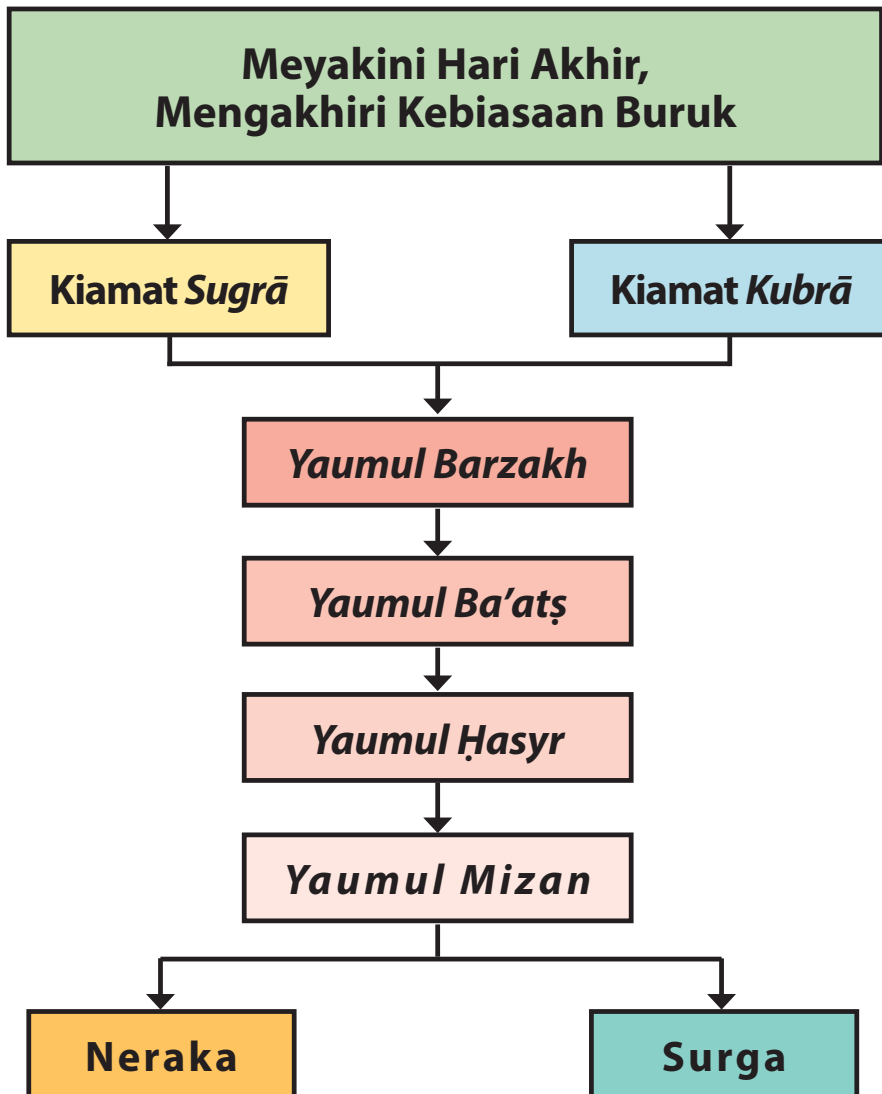 Meyakini Hari Akhir,
Mengakhiri Kebiasaan Buruk
Kiamat Sugrā
Kiamat Kubrā
Yaumul Barzakh
Yaumul Ba’atṣ
Yaumul Ḥasyr
Yaumul Mizan
Neraka
Surga